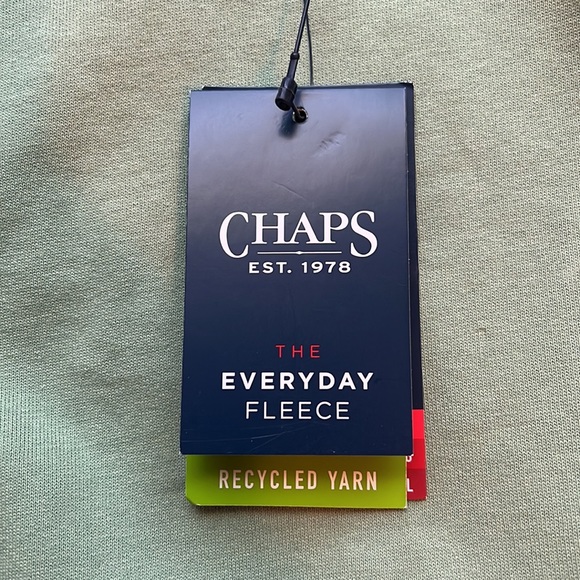 CHAPS
EST. 1978
THE
EVERYDAY
FLEECE
RECYCLED YARN
L